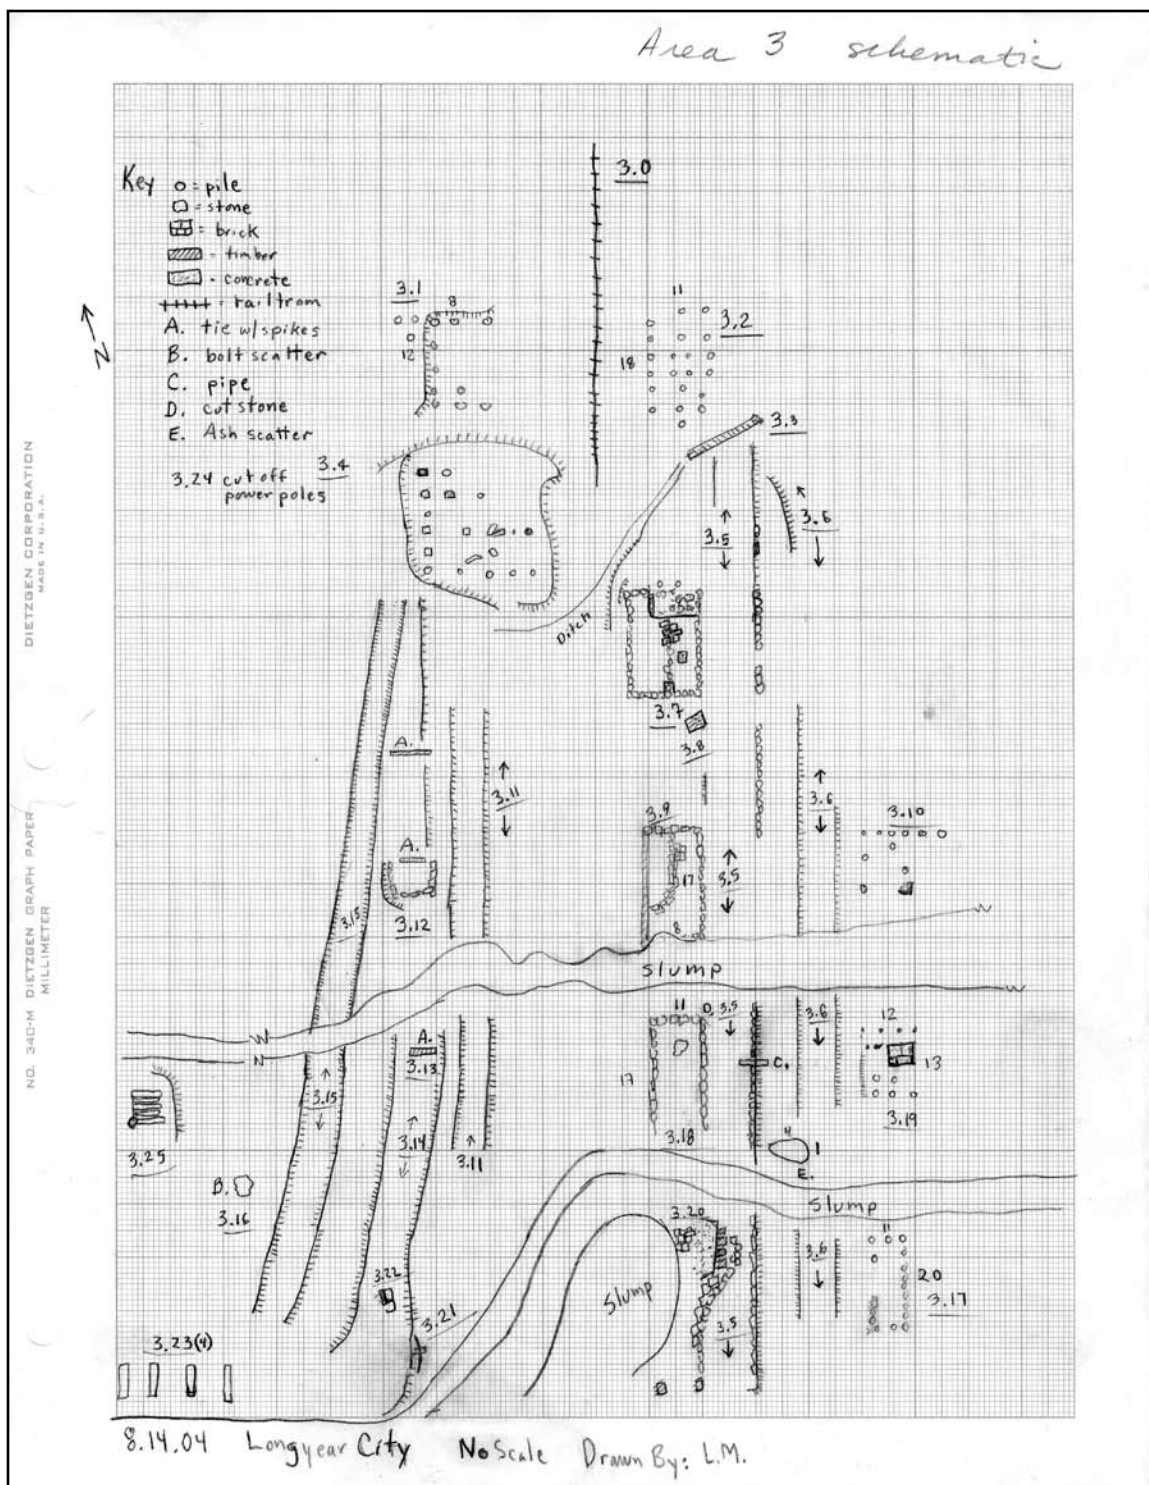 Area 3 schematic
Key
o = pile
= stone
= brick
= timber
= concrete
= rail tram
A. tie w/spikes
B. bolt scatter
C. pipe
D. cut stone
E. Ash scatter
3.24 cut off
power poles
N
3.0
3.1
8
12
11
3.2
18
3.3
3.4
3.5
3.6
Ditch
3.7
3.8
A.
3.11
3.6
3.9
3.10
A.
17
3.5
8
3.12
3.15
Slump
N
W
W
N
11
D.
3.5
3.6
12
A.
3.13
C.
13
17
3.15
3.14
3.11
3.18
3.19
4
1
E.
3.25
B.
3.16
Slump
3.20
11
3.6
20
3.17
3.22
3.21
Slump
3.5
3.23(4)
8.14.04 Longyear City No Scale Drawn By: L.M.
DIETZGEN CORPORATION
MADE IN U.S.A.
NO. 340-M DIETZGEN GRAPH PAPER
MILLIMETER